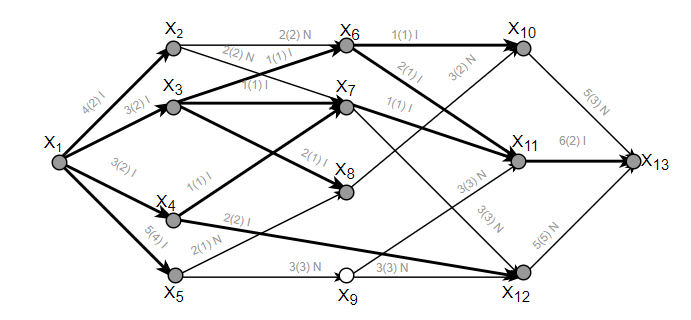 X2
2(2) N
X6
1(1) I
X10
2(2) N
1(1) I
4(2) I
X3
3(2) I
1(1) I
X7
2(1) I
3(2) N
5(3) N
1(1) I
X1
3(2) I
2(1) I
X8
X11
6(2) I
X13
1(1) I
3(3) N
X4
2(2) I
5(4) I
2(1) N
3(3) N
5(5) N
X5
3(3) N
X9
3(3) N
X12